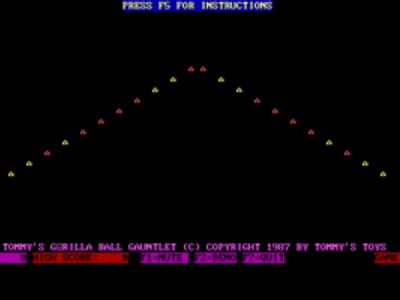 PRESS F5 FOR INSTRUCTIONS
TOMMY'S GORILLA BALL GAUNTLET (C) COPYRIGHT 1987 BY TOMMY'S TOYS
0 HIGH SCORE: 0 F1=MUTE F2=DEMO F7=QUIT GAME